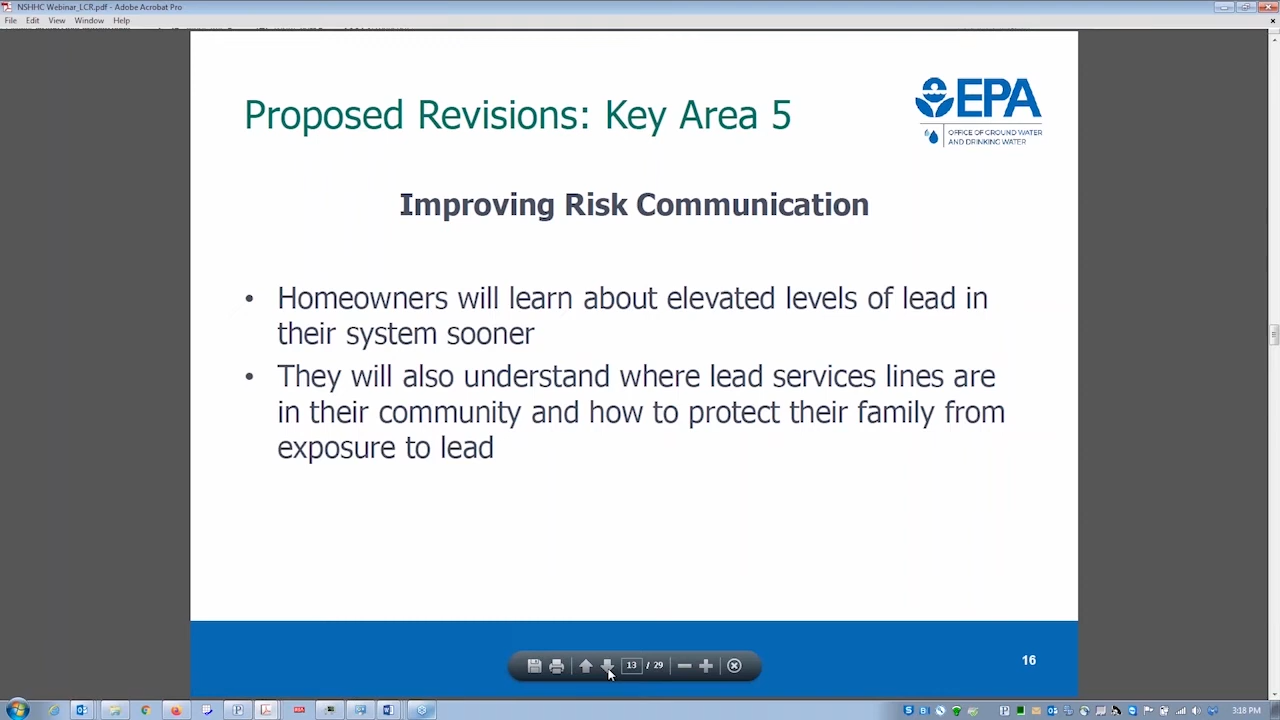 NSHHC Webinar_LCR.pdf - Adobe Acrobat Pro
File Edit View Window Help
Proposed Revisions: Key Area 5
EPA
OFFICE OF GROUND WATER
AND DRINKING WATER
Improving Risk Communication
• Homeowners will learn about elevated levels of lead in
their system sooner
• They will also understand where lead services lines are
in their community and how to protect their family from
exposure to lead
13 / 29
16
3:18 PM